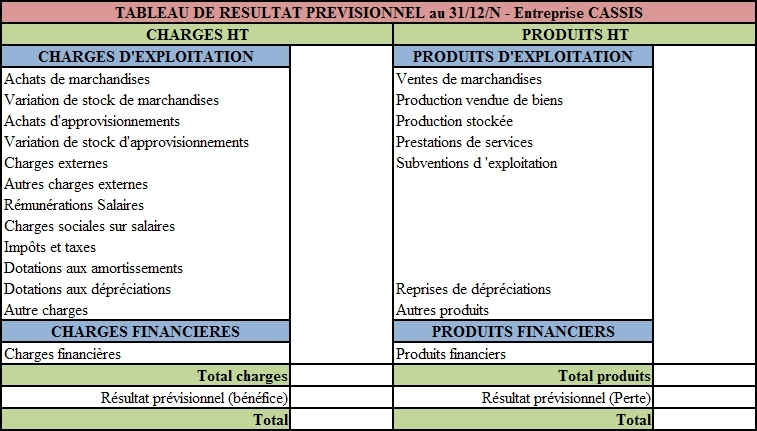 TABLEAU DE RESULTAT PREVISIONNEL au 31/12/N - Entreprise CASSIS
CHARGES HT PRODUITS HT
CHARGES D'EXPLOITATION PRODUITS D'EXPLOITATION
Achats de marchandises Ventes de marchandises
Variation de stock de marchandises Production vendue de biens
Achats d'approvisionnements Production stockée
Variation de stock d'approvisionnements Prestations de services
Charges externes Subventions d 'exploitation
Autres charges externes
Rémunérations Salaires
Charges sociales sur salaires
Impôts et taxes
Dotations aux amortissements
Dotations aux dépréciations Reprises de dépréciations
Autre charges Autres produits
CHARGES FINANCIERES PRODUITS FINANCIERS
Charges financières Produits financiers
Total charges Total produits
Résultat prévisionnel (bénéfice) Résultat prévisionnel (Perte)
Total Total